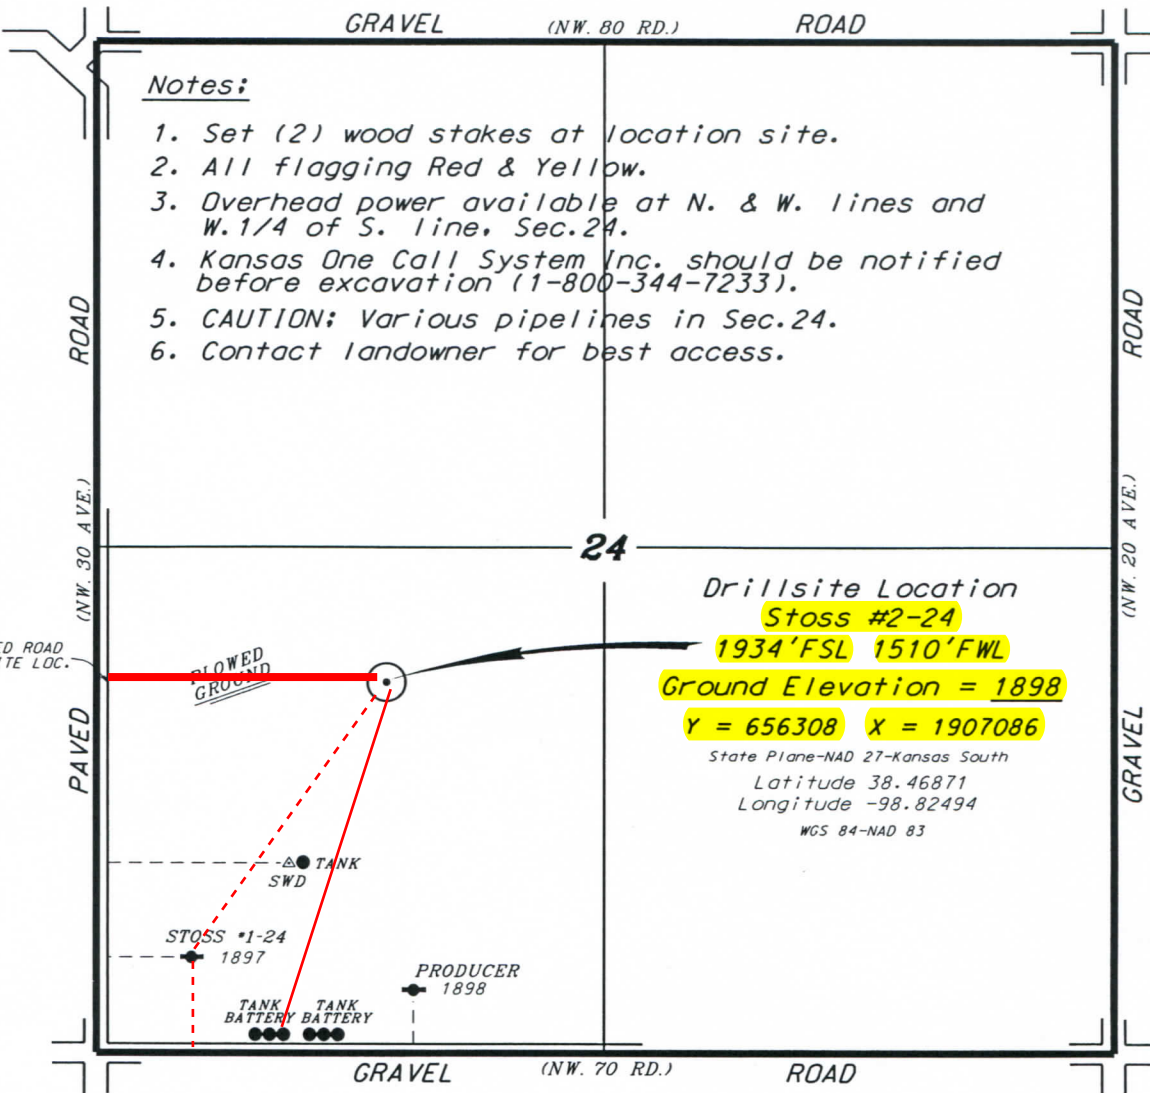 GRAVEL (NW. 80 RD.) ROAD
Notes:
1. Set (2) wood stakes at location site.
2. All flagging Red & Yellow.
3. Overhead power available at N. & W. lines and
W.1/4 of S. line, Sec.24.
4. Kansas One Call System Inc. should be notified
before excavation (1-800-344-7233).
5. CAUTION: Various pipelines in Sec.24.
6. Contact landowner for best access.
ROAD
(NW. 30 AVE.)
PAVED
ROAD
(NW. 20 AVE.)
GRAVEL
24
Drillsite Location
Stoss #2-24
1934'FSL 1510'FWL
Ground Elevation = 1898
Y = 656308 X = 1907086
State Plane-NAD 27-Kansas South
Latitude 38.46871
Longitude -98.82494
WGS 84-NAD 83
ROAD
LOC.
PLOWED
GROUND
TANK
SWD
STOSS #1-24
1897
PRODUCER
1898
TANK
BATTERY
TANK
BATTERY
GRAVEL (NW. 70 RD.) ROAD